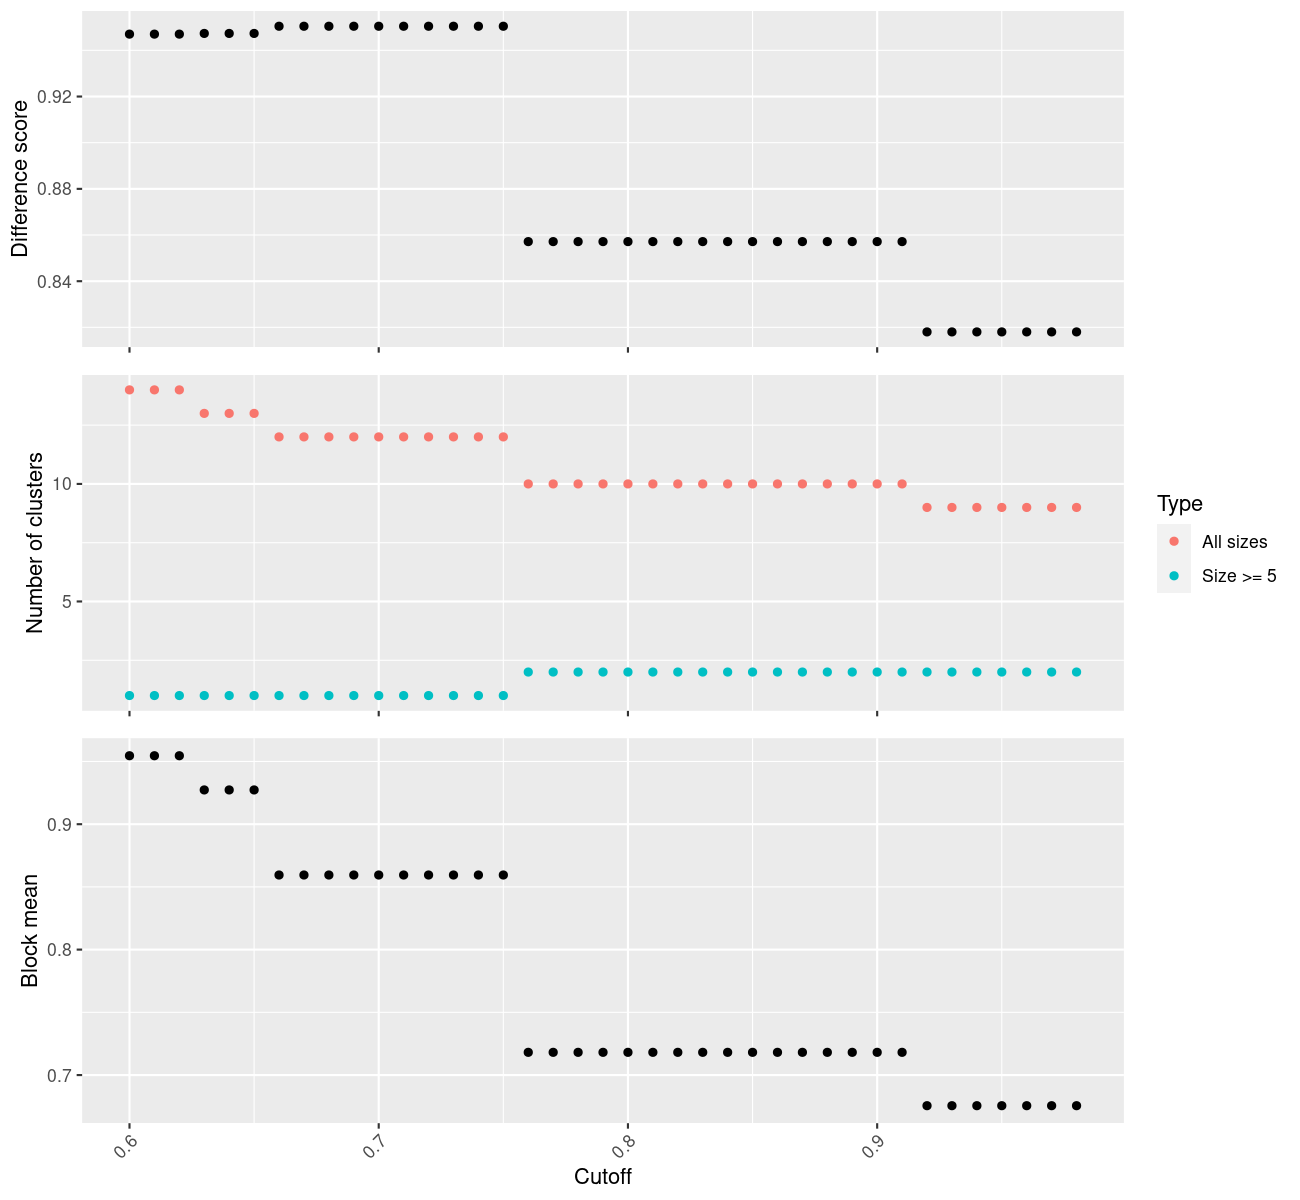 Difference score
0.92
0.88
0.84
Number of clusters
10
5
Type
All sizes
Size >= 5
Block mean
0.9
0.8
0.7
0.6 0.7 0.8 0.9
Cutoff